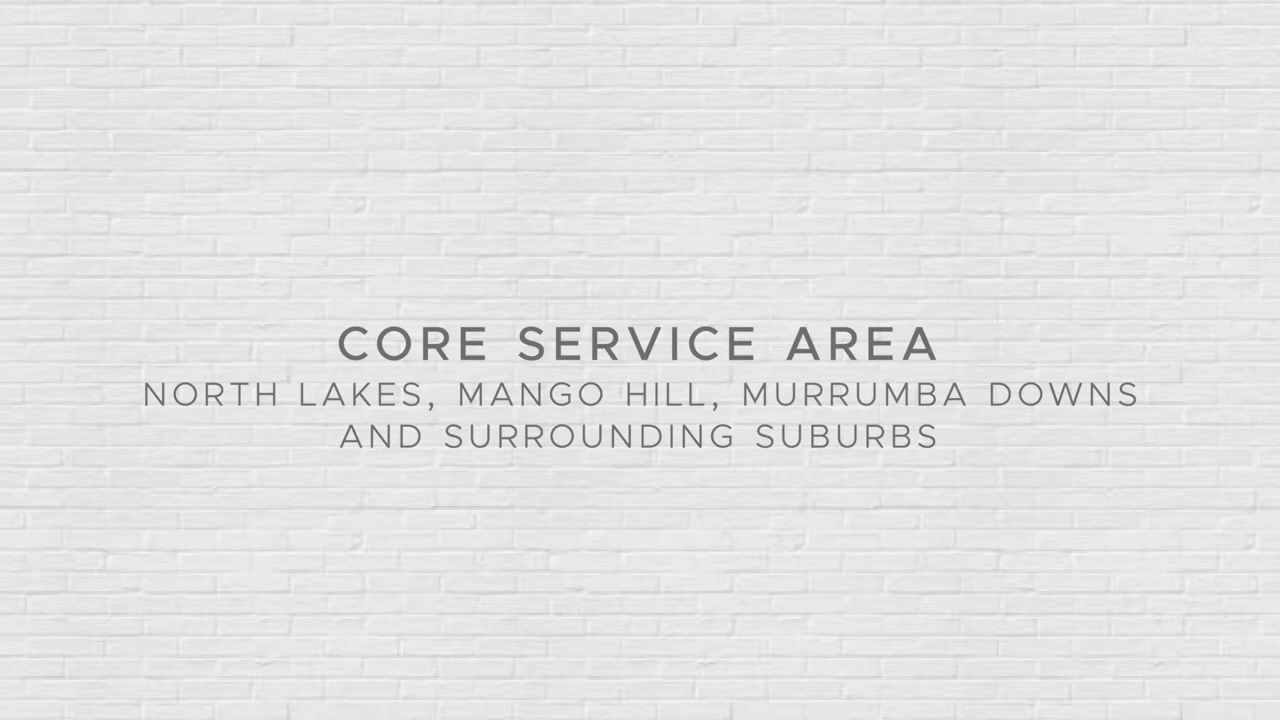 CORE SERVICE AREA
NORTH LAKES, MANGO HILL, MURRUMBA DOWNS
AND SURROUNDING SUBURBS